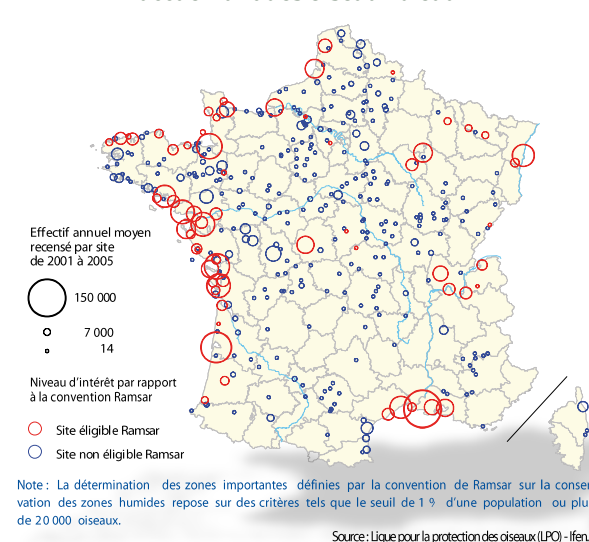 Effectif annuel moyen
recensé par site
de 2001 à 2005
150 000
7 000
14
Niveau d'intérêt par rapport
à la convention Ramsar
Site éligible Ramsar
Site non éligible Ramsar
Note : La détermination des zones importantes définies par la convention de Ramsar sur la conser
vation des zones humides repose sur des critères tels que le seuil de 1 % d'une population ou plu
de 20 000 oiseaux.
Source : Ligue pour la protection des oiseaux (LPO) - Ifen.